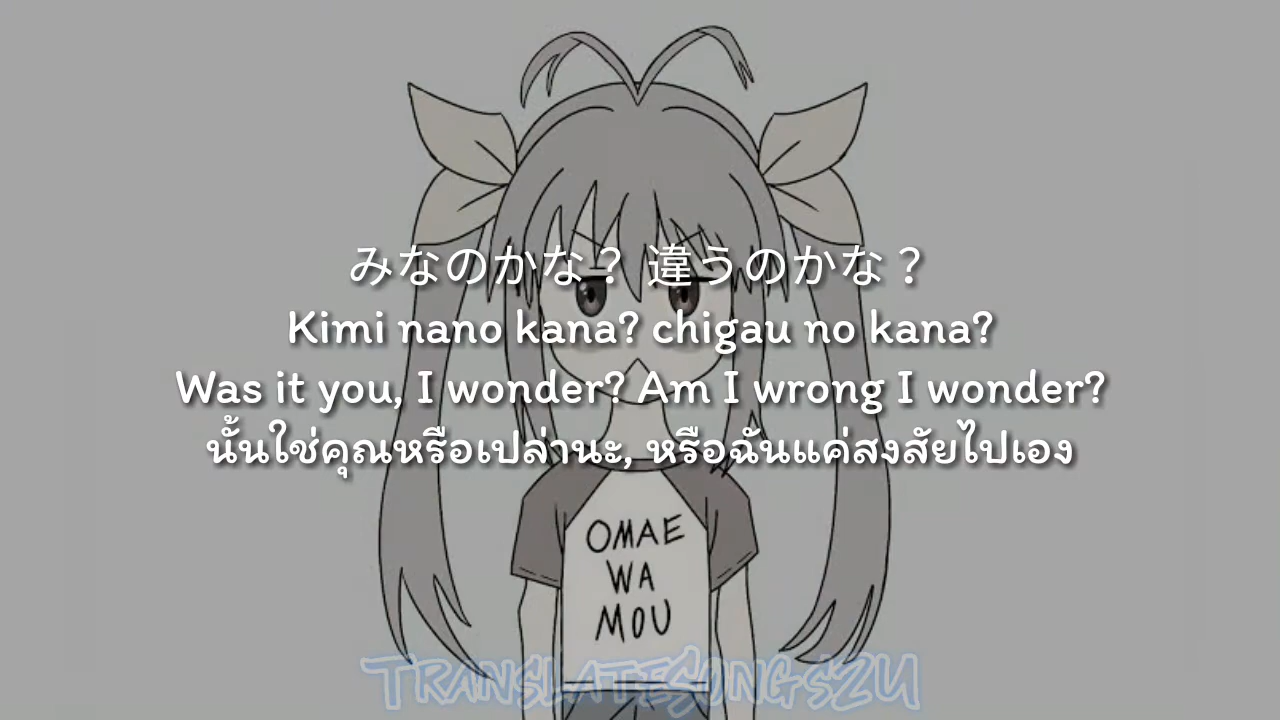 みなのかな？ 違うのかな？
Kimi nano kana? chigau no kana?
Was it you, I wonder? Am I wrong I wonder?
นั้นใช่คุณหรือเปล่านะ, หรือฉันแค่สงสัยไปเอง
OMAE
WA
MOU
TRANSLATESONGS2U